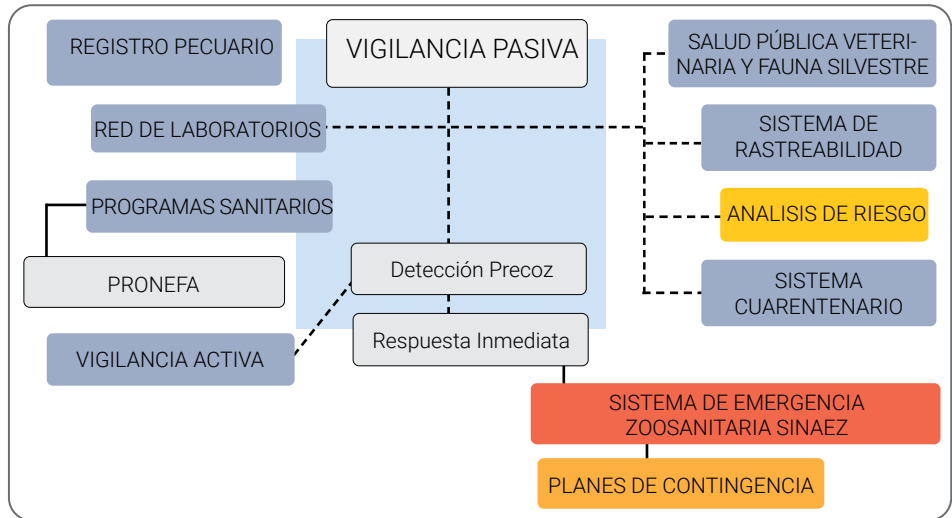 REGISTRO PECUARIO
VIGILANCIA PASIVA
SALUD PÚBLICA VETERI-
NARIA Y FAUNA SILVESTRE
RED DE LABORATORIOS
SISTEMA DE
RASTREABILIDAD
PROGRAMAS SANITARIOS
ANALISIS DE RIESGO
PRONEFA
Detección Precoz
SISTEMA
CUARENTENARIO
VIGILANCIA ACTIVA
Respuesta Inmediata
SISTEMA DE EMERGENCIA
ZOOSANITARIA SINAEZ
PLANES DE CONTINGENCIA